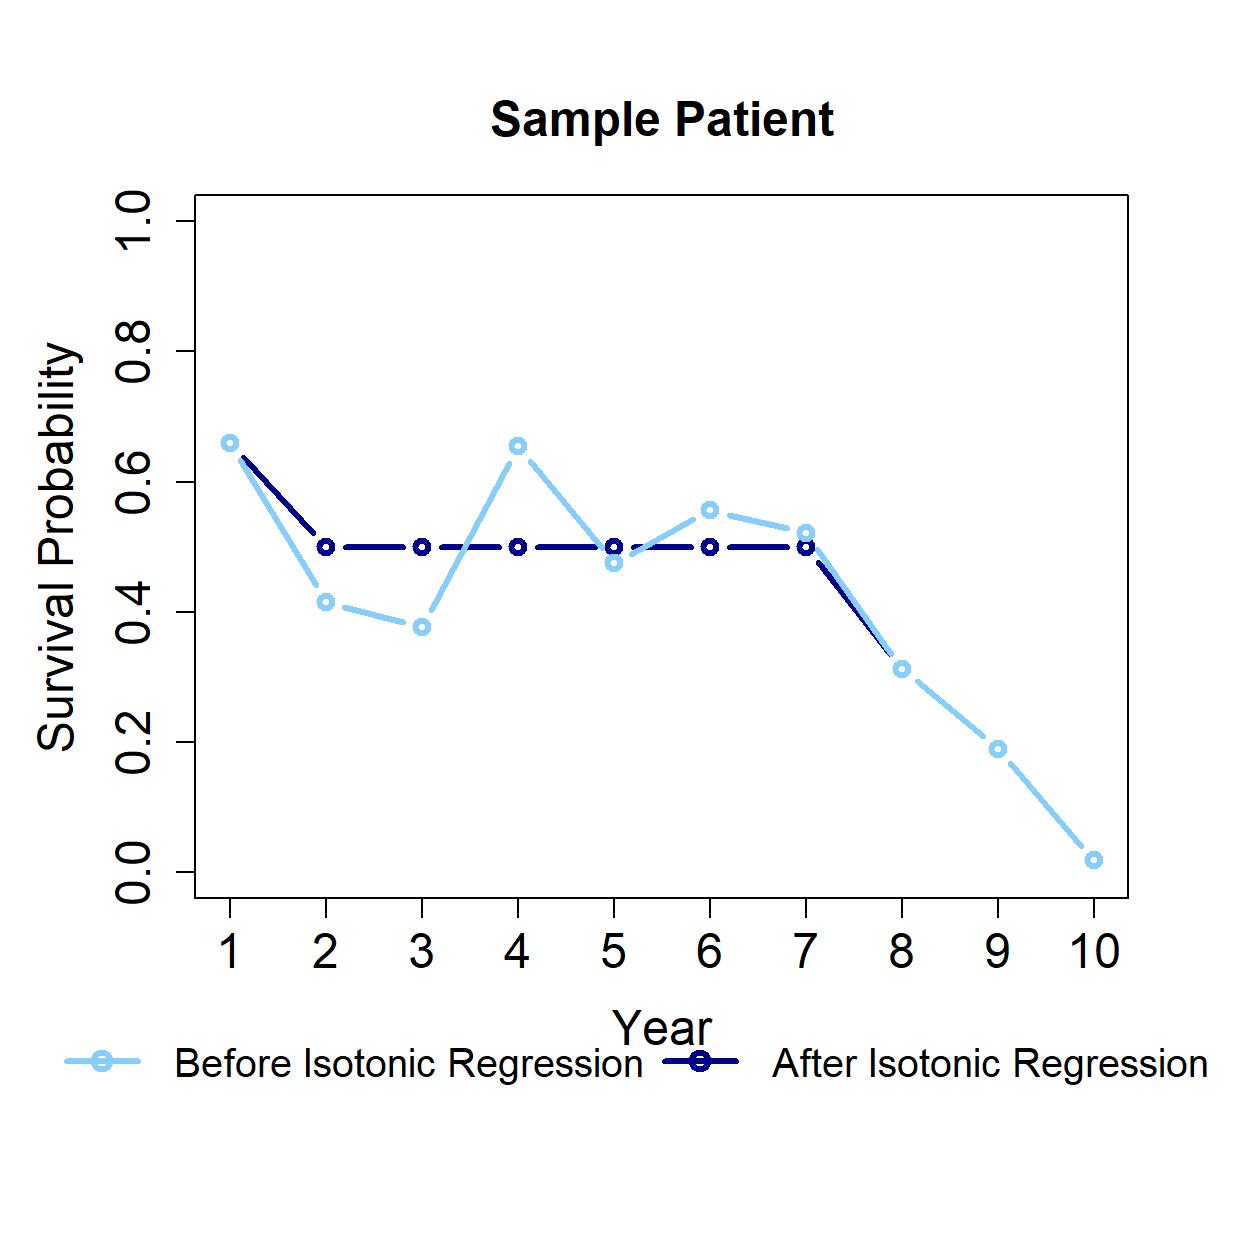 Sample Patient
Survival Probability
1.0
0.8
0.6
0.4
0.2
0.0
1 2 3 4 5 6 7 8 9 10
Year
Before Isotonic Regression After Isotonic Regression